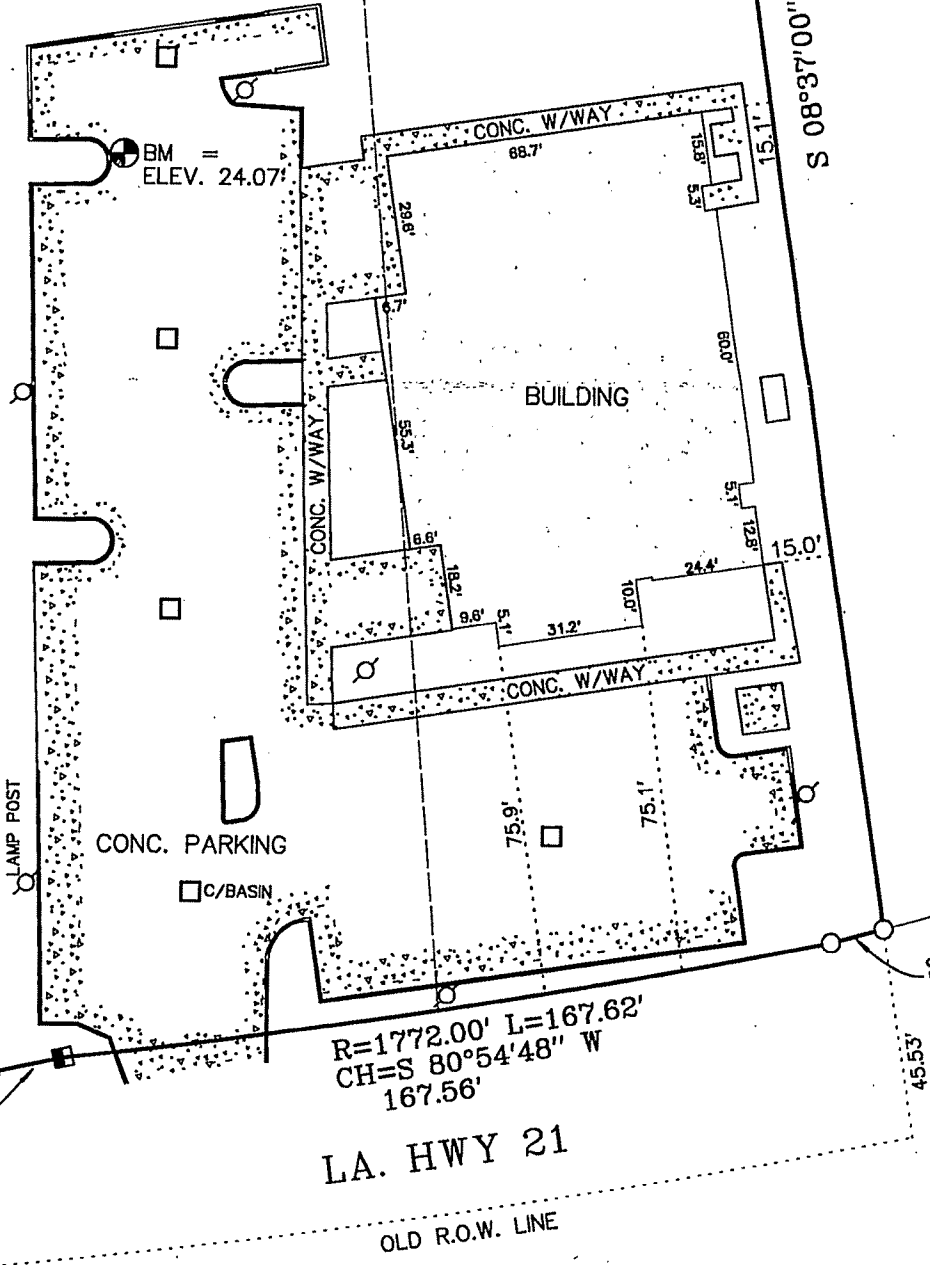 S 08°37'00"
CONC. W/WAY
68.7'
15.8'
15.1'
BM =
ELEV. 24.07'
5.3'
29.6'
6.7'
60.0'
BUILDING
CONC. W/WAY
55.3'
5.1'
12.8'
15.0'
6.6'
18.2'
24.4'
10.0'
9.6'
5.1'
31.2'
CONC. W/WAY
LAMP POST
75.9'
75.1'
CONC. PARKING
C/BASIN
R=1772.00' L=167.62'
CH=S 80°54'48" W
167.56'
45.53'
LA. HWY 21
OLD R.O.W. LINE